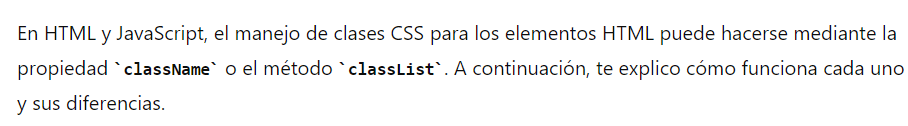 En HTML y JavaScript, el manejo de clases CSS para los elementos HTML puede hacerse mediante la
propiedad `className` o el método `classList`. A continuación, te explico cómo funciona cada uno
y sus diferencias.